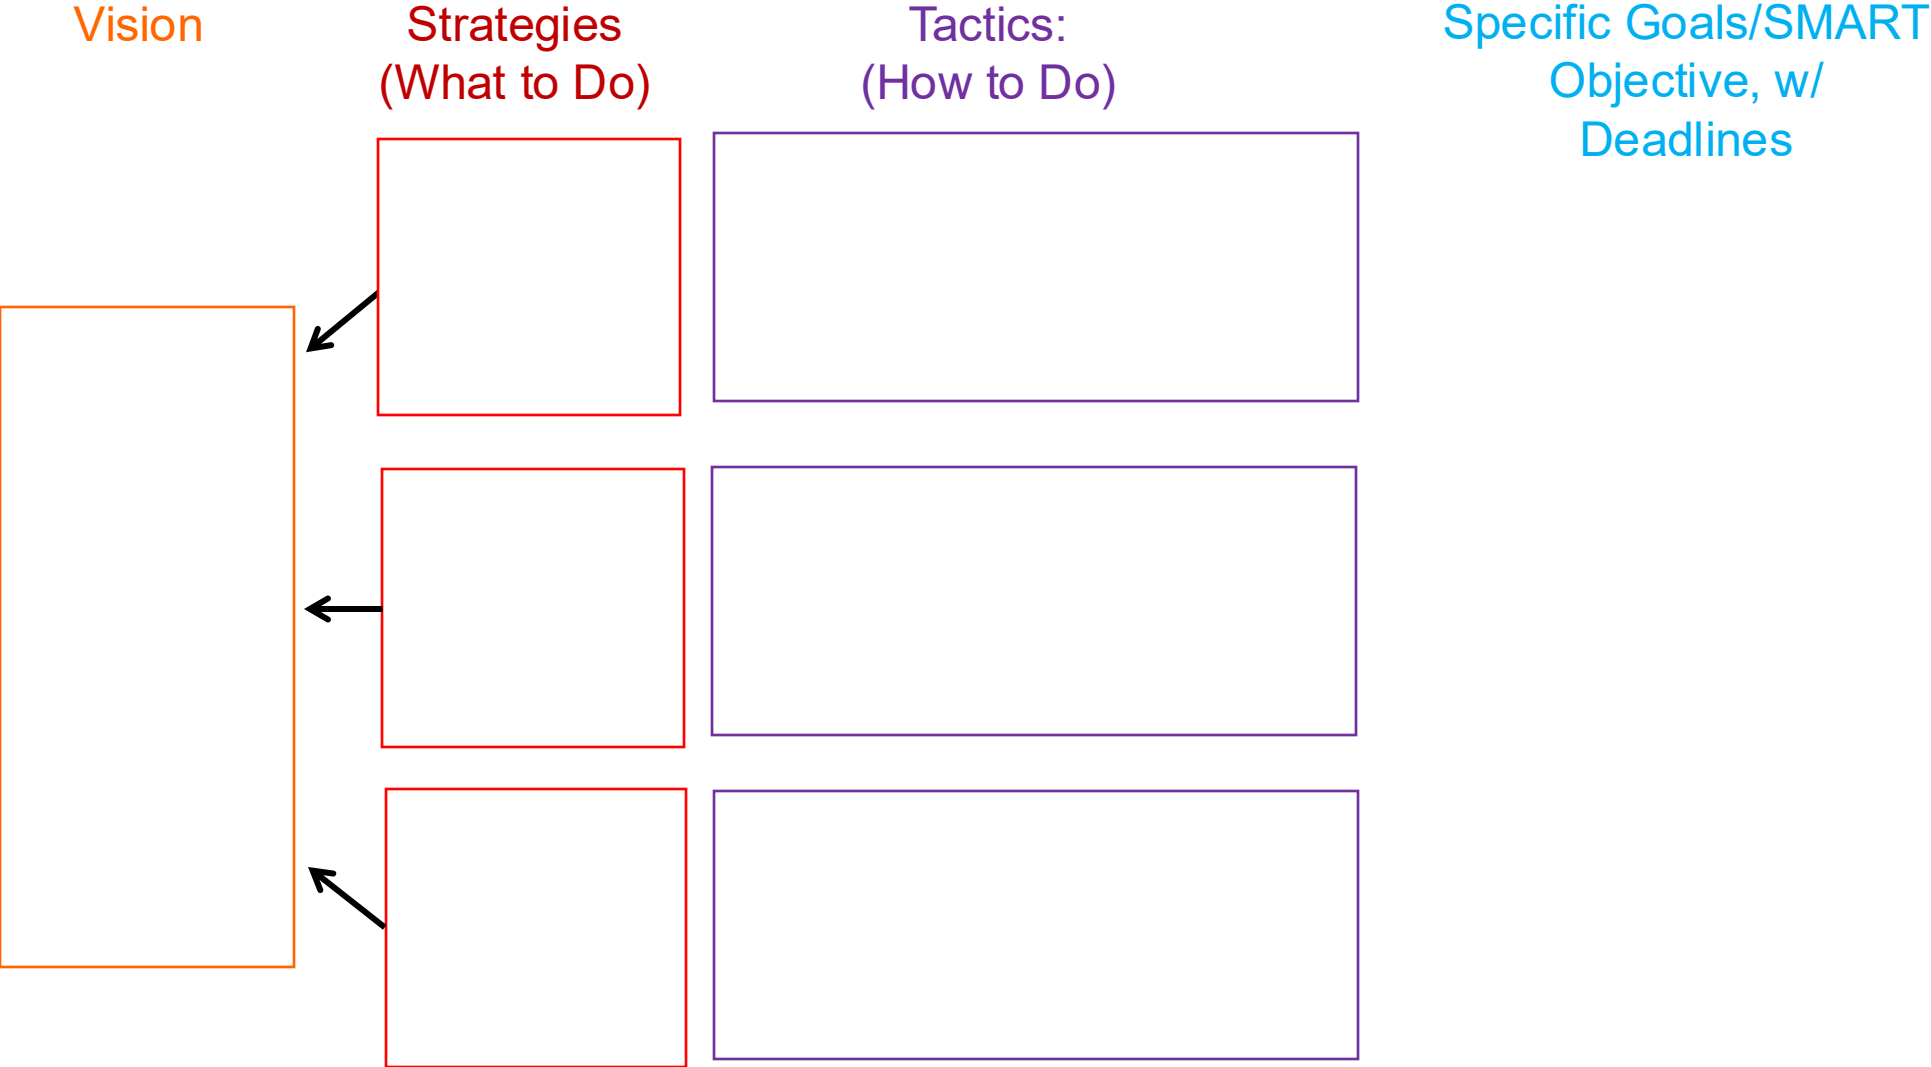 Vision
Strategies
(What to Do)
Tactics:
(How to Do)
Specific Goals/SMART
Objective, w/
Deadlines